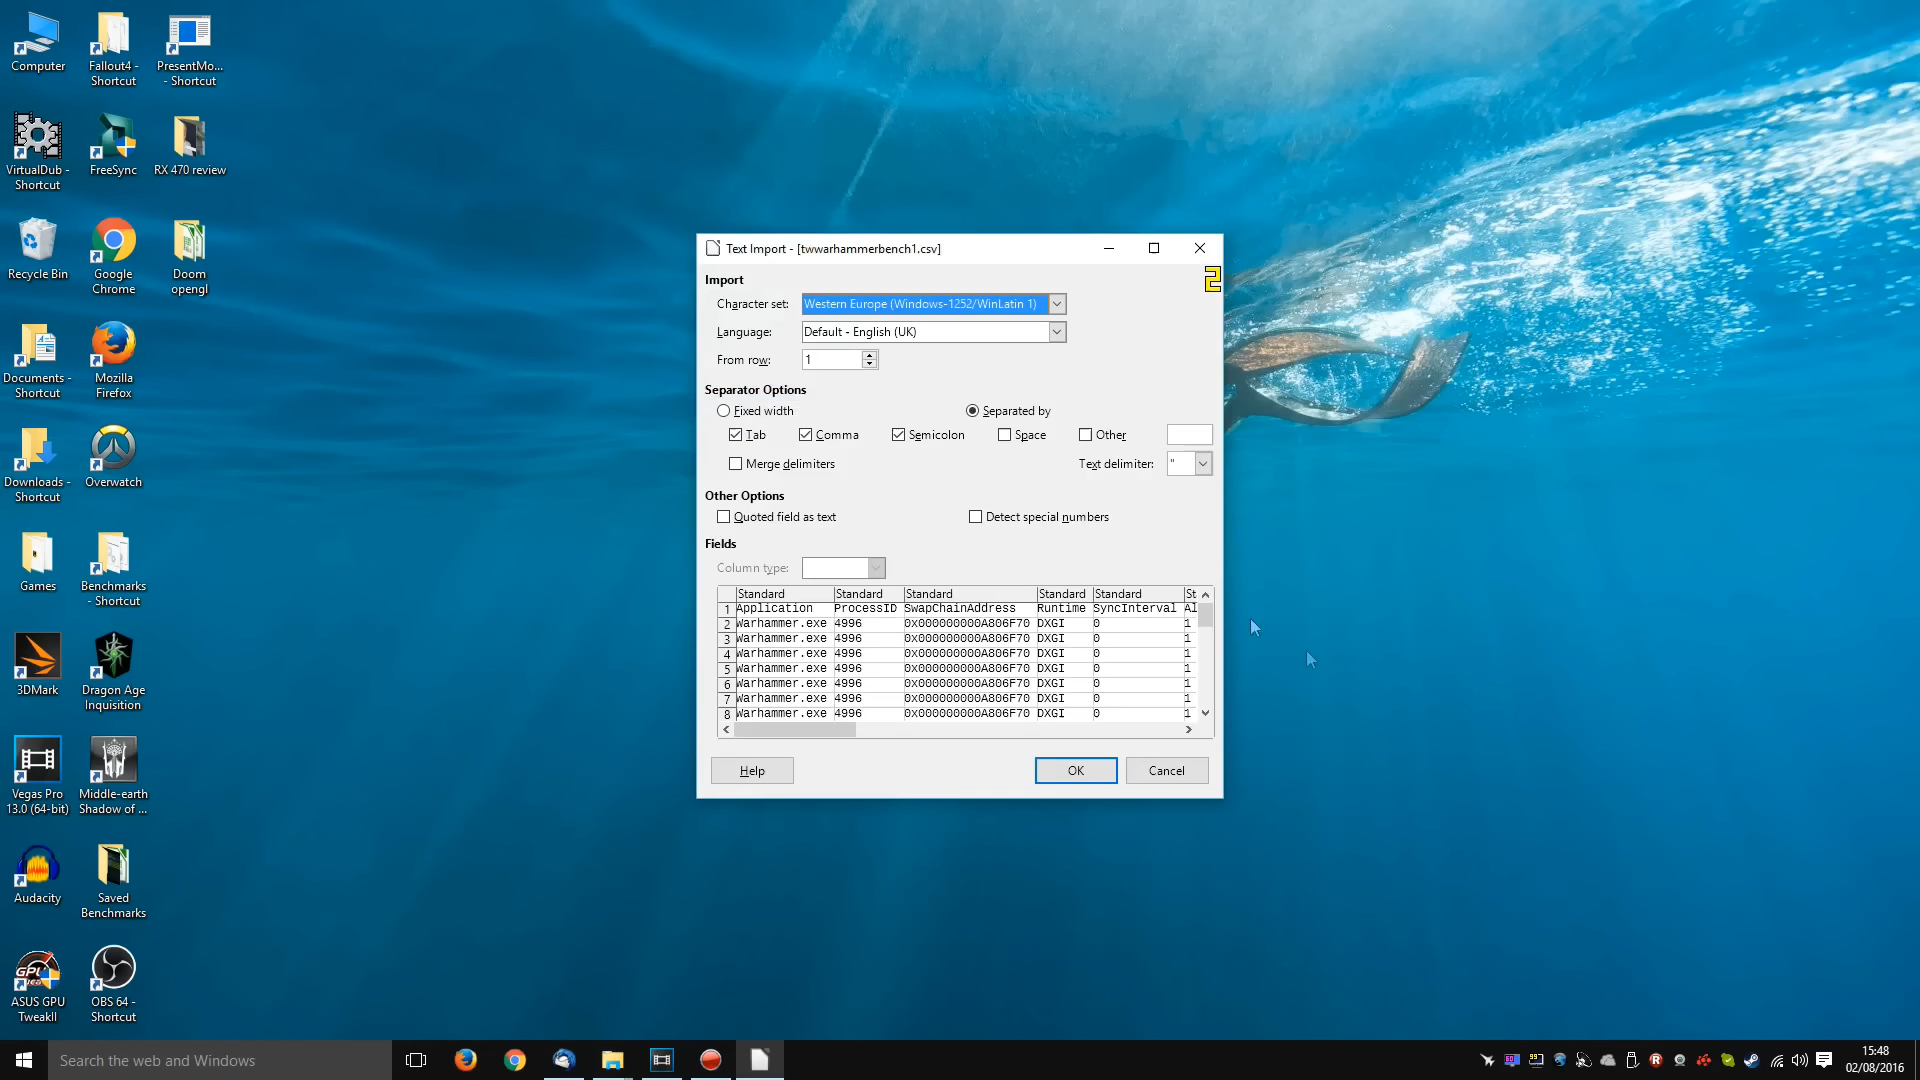 Computer
Fallout4 -
Shortcut
PresentMo...
- Shortcut
VirtualDub -
Shortcut
FreeSync
RX 470 review
Recycle Bin
Google
Chrome
Doom
opengl
Documents -
Shortcut
Mozilla
Firefox
Downloads -
Shortcut
Overwatch
Games
Benchmarks
- Shortcut
3DMark
Dragon Age
Inquisition
Vegas Pro
13.0 (64-bit)
Middle-earth
Shadow of ...
Audacity
Saved
Benchmarks
ASUS GPU
TweakII
OBS 64 -
Shortcut
Text Import - [twwarhammerbench1.csv]
2
Import
Character set: Western Europe (Windows-1252/WinLatin 1)
Language: Default - English (UK)
From row: 1
Separator Options
Fixed width Separated by
Tab Comma Semicolon Space Other
Merge delimiters Text delimiter: "
Other Options
Quoted field as text Detect special numbers
Fields
Column type:
Standard Standard Standard Standard Standard St
1 Application ProcessID SwapChainAddress Runtime SyncInterval Al
2 Warhammer.exe 4996 0x000000000A806F70 DXGI 0 1
3 Warhammer.exe 4996 0x000000000A806F70 DXGI 0 1
4 Warhammer.exe 4996 0x000000000A806F70 DXGI 0 1
5 Warhammer.exe 4996 0x000000000A806F70 DXGI 0 1
6 Warhammer.exe 4996 0x000000000A806F70 DXGI 0 1
7 Warhammer.exe 4996 0x000000000A806F70 DXGI 0 1
8 Warhammer.exe 4996 0x000000000A806F70 DXGI 0 1
Help OK Cancel
Search the web and Windows
15:48
02/08/2016